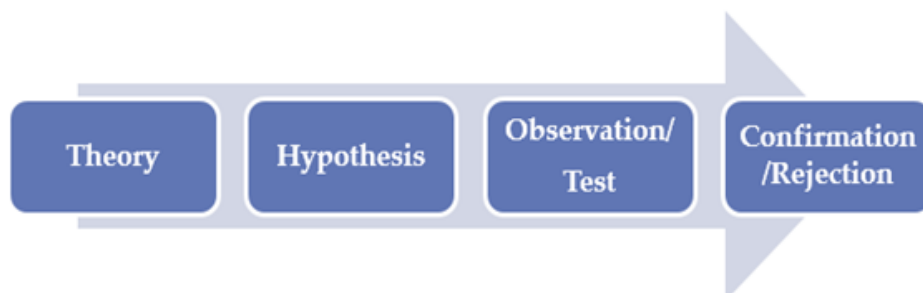 Theory
Hypothesis
Observation/
Test
Confirmation
/Rejection